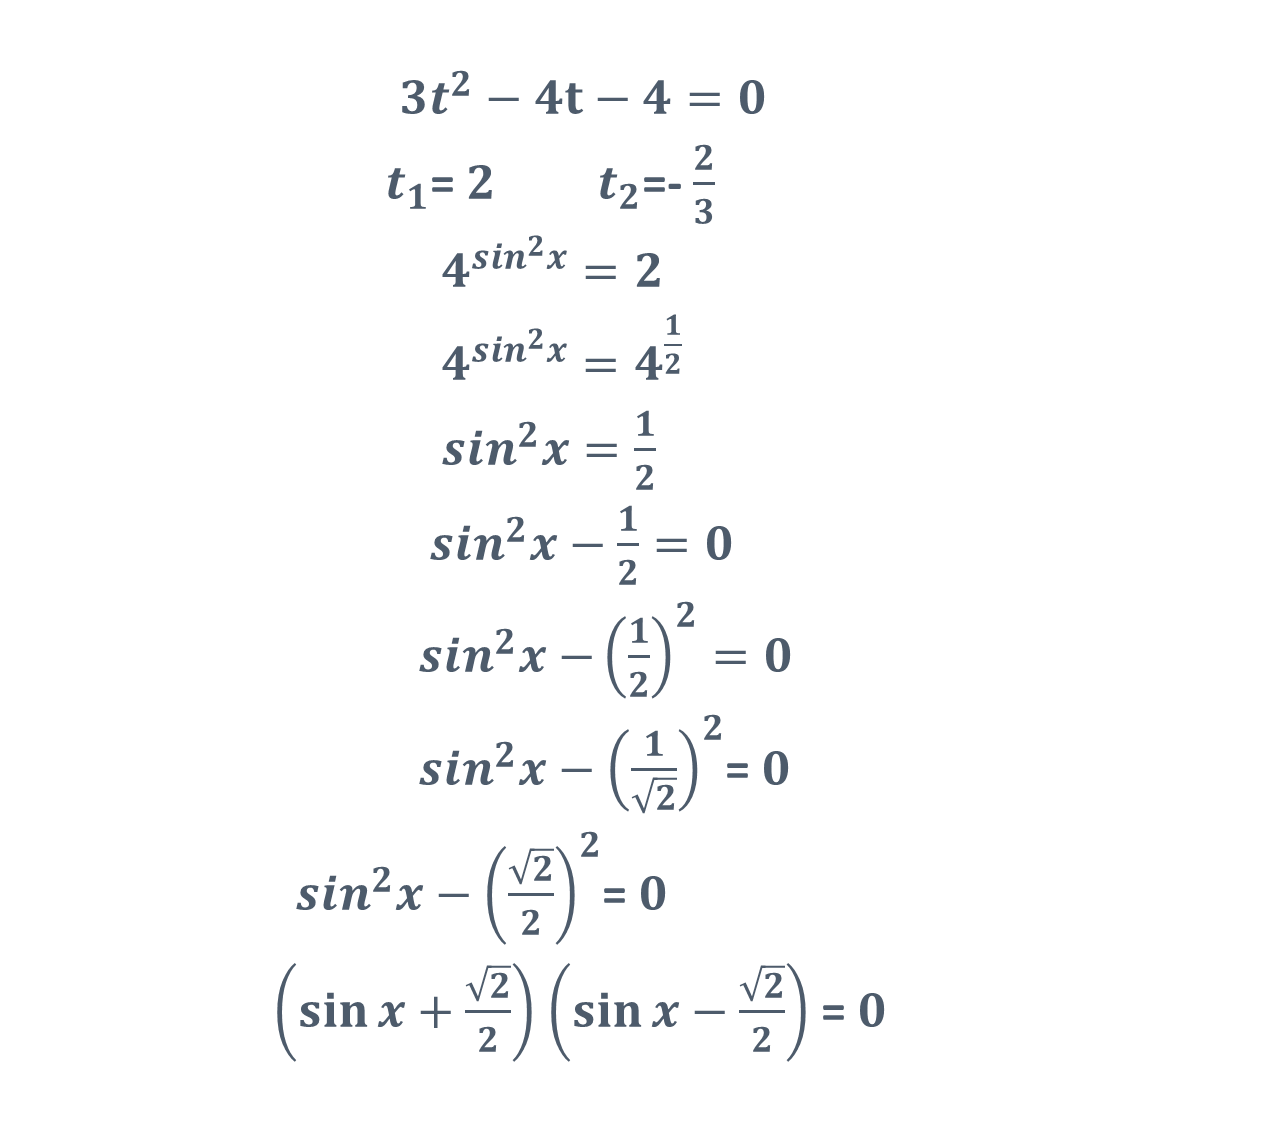 3t² − 4t − 4 = 0
t₁= 2 t₂=- 2/3
4^(sin²x) = 2
4^(sin²x) = 4^(1/2)
sin²x = 1/2
sin²x − 1/2 = 0
sin²x − (1/2)² = 0
sin²x − (1/√2)² = 0
sin²x − (√2/2)² = 0
(sin x + √2/2) (sin x − √2/2) = 0